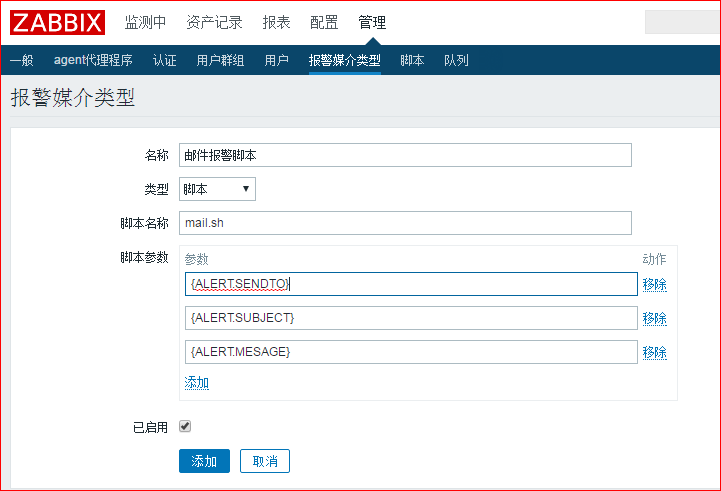 ZABBIX 监测中 资产记录 报表 配置 管理
一般 agent代理程序 认证 用户群组 用户 报警媒介类型 脚本 队列
报警媒介类型
名称 邮件报警脚本
类型 脚本
脚本名称 mail.sh
脚本参数 参数 动作
{ALERT.SENDTO} 移除
{ALERT.SUBJECT} 移除
{ALERT.MESAGE} 移除
添加
已启用
添加 取消